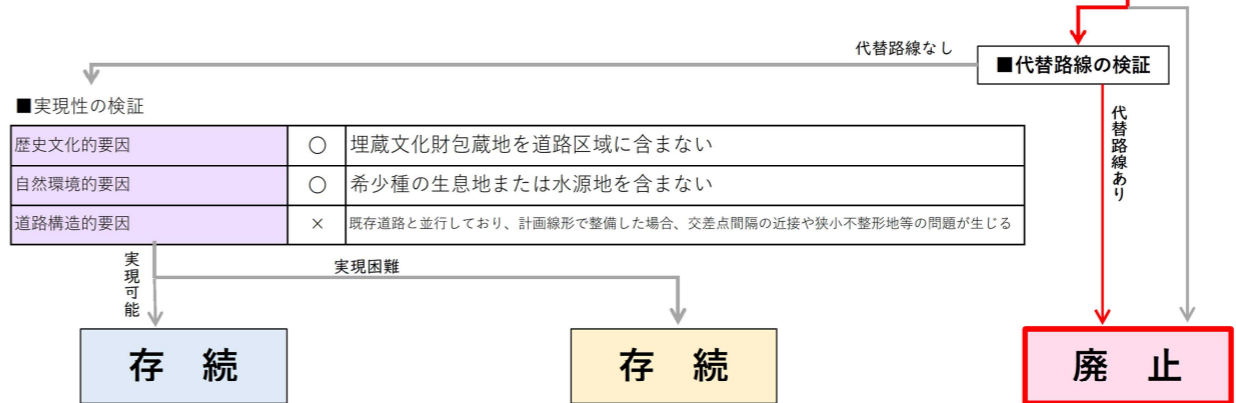 代替路線なし
■代替路線の検証
代替路線あり
■実現性の検証
歴史文化的要因 ○ 埋蔵文化財包蔵地を道路区域に含まない
自然環境的要因 ○ 希少種の生息地または水源地を含まない
道路構造的要因 × 既存道路と並行しており、計画線形で整備した場合、交差点間隔の近接や狭小不整形地等の問題が生じる
実現可能
実現困難
存 続
存 続
廃 止